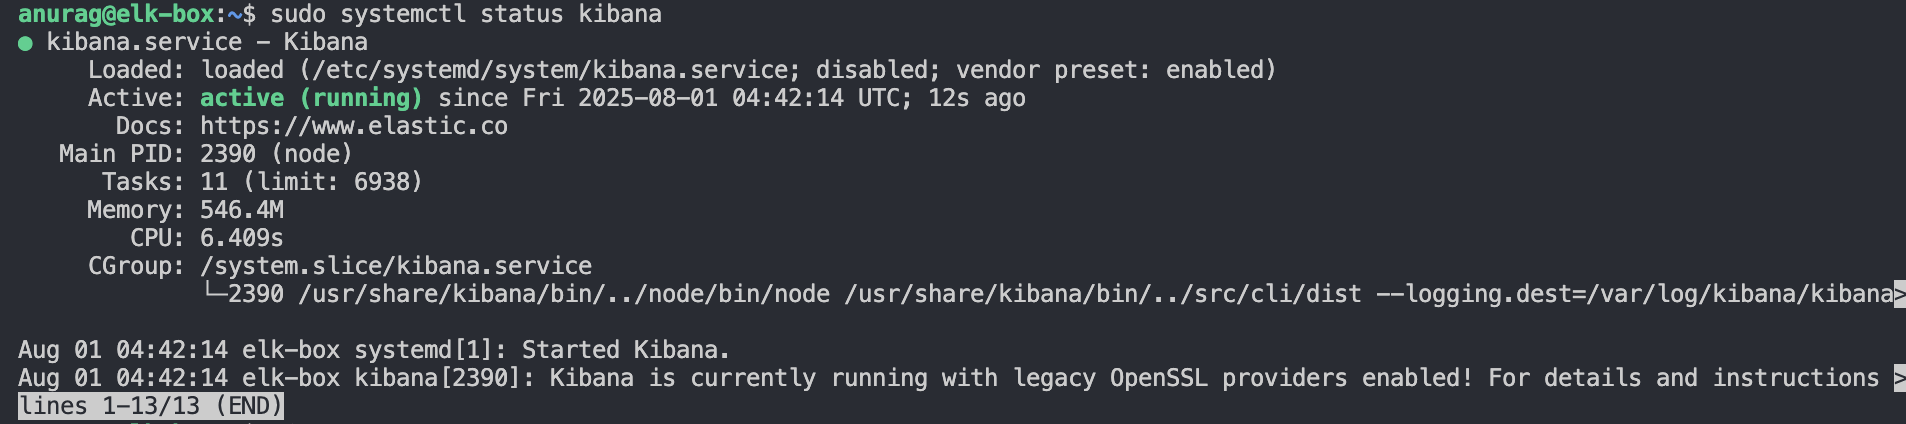 anurag@elk-box:~$ sudo systemctl status kibana
● kibana.service - Kibana
Loaded: loaded (/etc/systemd/system/kibana.service; disabled; vendor preset: enabled)
Active: active (running) since Fri 2025-08-01 04:42:14 UTC; 12s ago
Docs: https://www.elastic.co
Main PID: 2390 (node)
Tasks: 11 (limit: 6938)
Memory: 546.4M
CPU: 6.409s
CGroup: /system.slice/kibana.service
└─2390 /usr/share/kibana/bin/../node/bin/node /usr/share/kibana/bin/../src/cli/dist --logging.dest=/var/log/kibana/kibana>
Aug 01 04:42:14 elk-box systemd[1]: Started Kibana.
Aug 01 04:42:14 elk-box kibana[2390]: Kibana is currently running with legacy OpenSSL providers enabled! For details and instructions >
lines 1-13/13 (END)